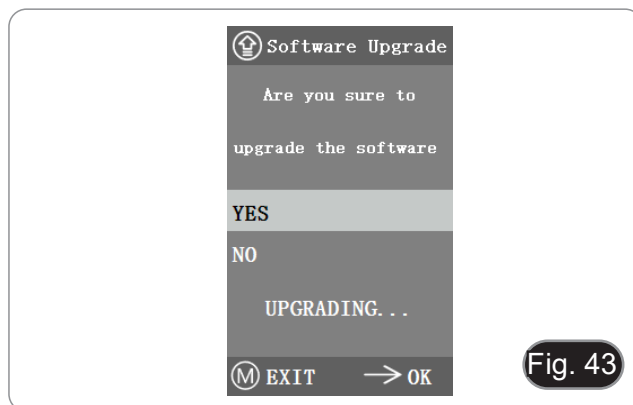 Software Upgrade
Are you sure to
upgrade the software
YES
NO
UPGRADING...
M EXIT → OK
Fig. 43